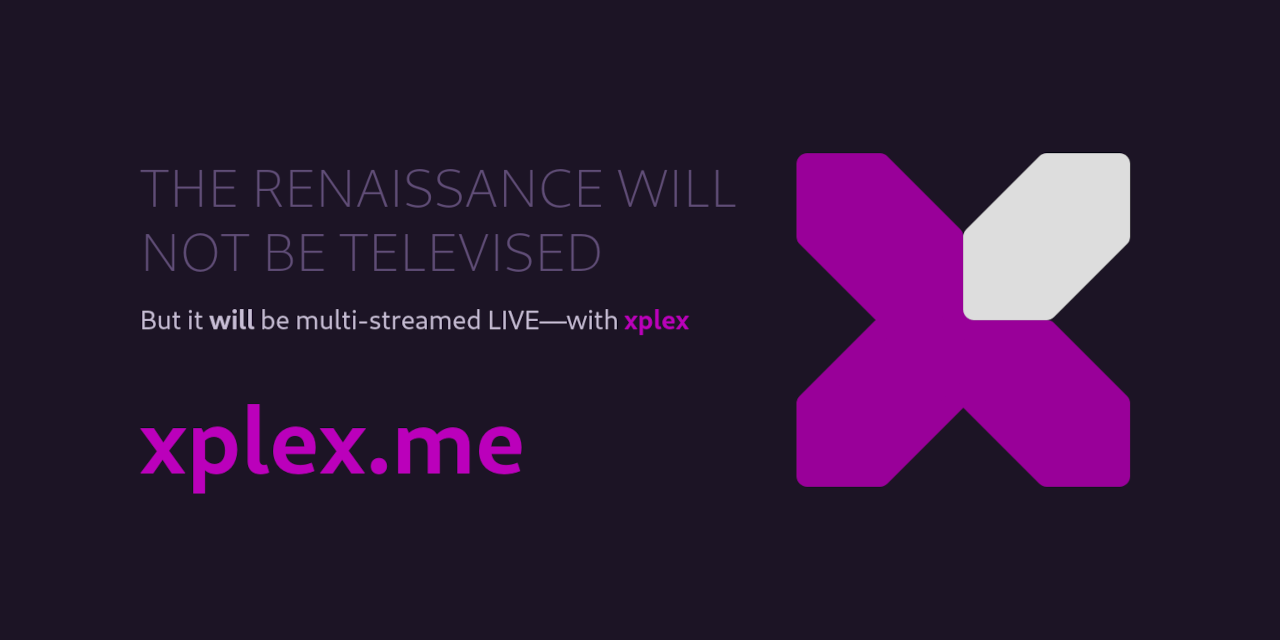 THE RENAISSANCE WILL
NOT BE TELEVISED
But it will be multi-streamed LIVE—with xplex
xplex.me